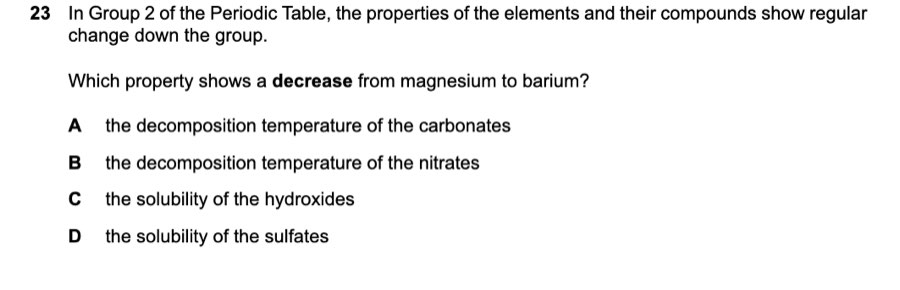 23 In Group 2 of the Periodic Table, the properties of the elements and their compounds show regular
change down the group.
Which property shows a decrease from magnesium to barium?
A the decomposition temperature of the carbonates
B the decomposition temperature of the nitrates
C the solubility of the hydroxides
D the solubility of the sulfates